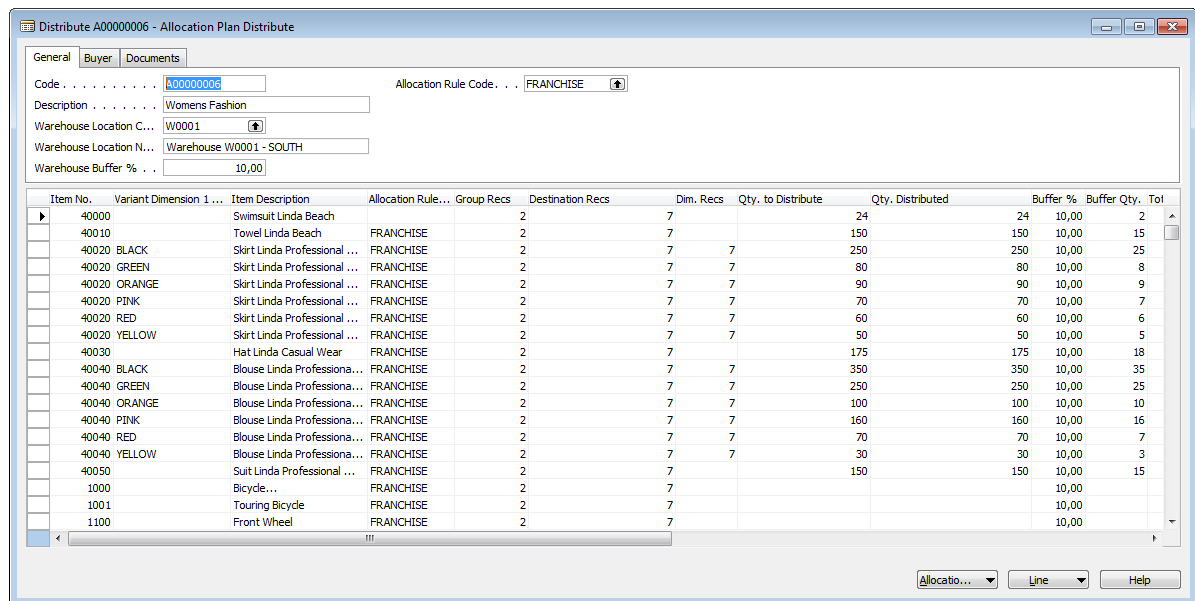 Distribute A00000006 - Allocation Plan Distribute
General Buyer Documents
Code . . . . . . . . . . A00000006 Allocation Rule Code. . . FRANCHISE
Description . . . . . . . Womens Fashion
Warehouse Location C... W0001
Warehouse Location N... Warehouse W0001 - SOUTH
Warehouse Buffer % . . 10,00
Item No. Variant Dimension 1 ... Item Description Allocation Rule... Group Recs Destination Recs Dim. Recs Qty. to Distribute Qty. Distributed Buffer % Buffer Qty. Tot
40000 Swimsuit Linda Beach 2 7 24 24 10,00 2
40010 Towel Linda Beach FRANCHISE 2 7 150 150 10,00 15
40020 BLACK Skirt Linda Professional ... FRANCHISE 2 7 7 250 250 10,00 25
40020 GREEN Skirt Linda Professional ... FRANCHISE 2 7 7 80 80 10,00 8
40020 ORANGE Skirt Linda Professional ... FRANCHISE 2 7 7 90 90 10,00 9
40020 PINK Skirt Linda Professional ... FRANCHISE 2 7 7 70 70 10,00 7
40020 RED Skirt Linda Professional ... FRANCHISE 2 7 7 60 60 10,00 6
40020 YELLOW Skirt Linda Professional ... FRANCHISE 2 7 7 50 50 10,00 5
40030 Hat Linda Casual Wear FRANCHISE 2 7 175 175 10,00 18
40040 BLACK Blouse Linda Professiona... FRANCHISE 2 7 7 350 350 10,00 35
40040 GREEN Blouse Linda Professiona... FRANCHISE 2 7 7 250 250 10,00 25
40040 ORANGE Blouse Linda Professiona... FRANCHISE 2 7 7 100 100 10,00 10
40040 PINK Blouse Linda Professiona... FRANCHISE 2 7 7 160 160 10,00 16
40040 RED Blouse Linda Professiona... FRANCHISE 2 7 7 70 70 10,00 7
40040 YELLOW Blouse Linda Professiona... FRANCHISE 2 7 7 30 30 10,00 3
40050 Suit Linda Professional ... FRANCHISE 2 7 150 150 10,00 15
1000 Bicycle... FRANCHISE 2 7 10,00
1001 Touring Bicycle FRANCHISE 2 7 10,00
1100 Front Wheel FRANCHISE 2 7 10,00
Allocatio... Line Help